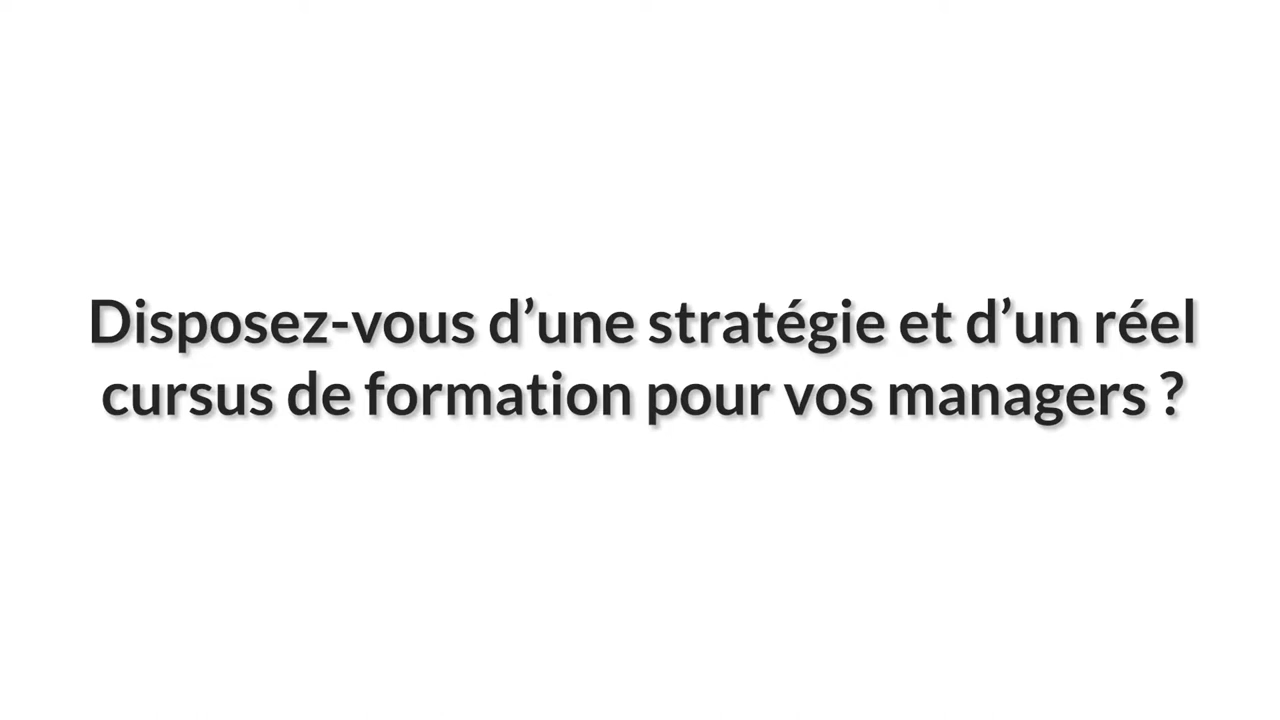 Disposez-vous d’une stratégie et d’un réel
cursus de formation pour vos managers ?